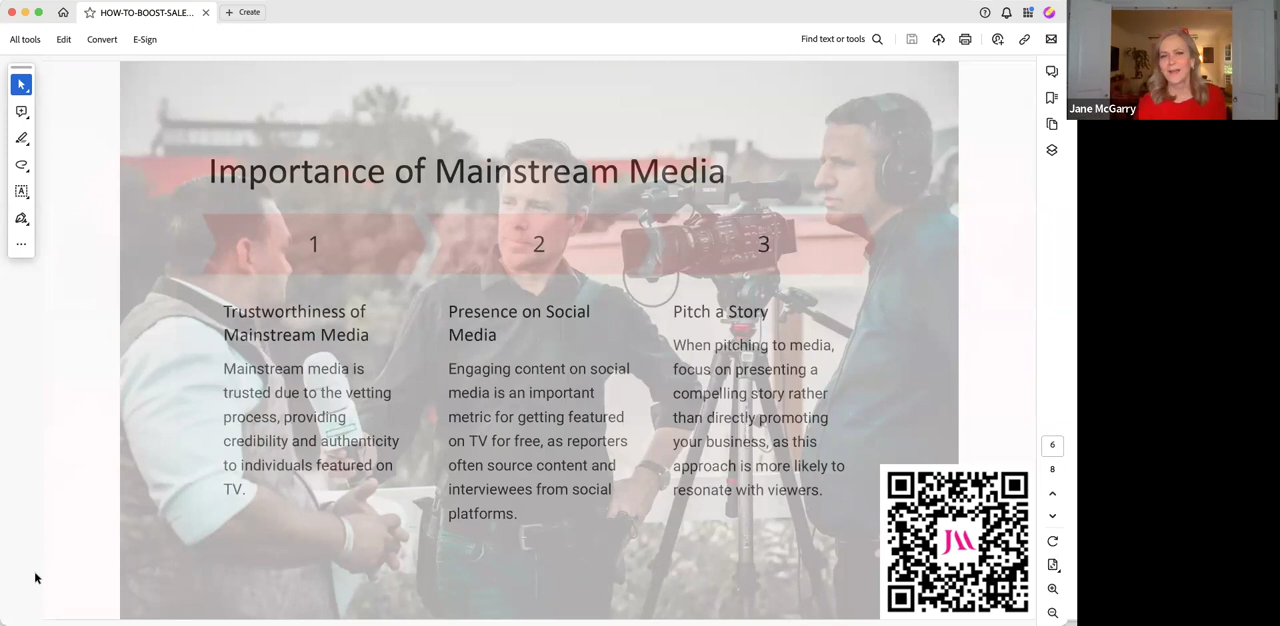 HOW-TO-BOOST-SALE...
Create
All tools
Edit
Convert
E-Sign
Find text or tools
Jane McGarry
Importance of Mainstream Media
1
2
3
Trustworthiness of
Mainstream Media
Mainstream media is
trusted due to the vetting
process, providing
credibility and authenticity
to individuals featured on
TV.
Presence on Social
Media
Engaging content on social
media is an important
metric for getting featured
on TV for free, as reporters
often source content and
interviewees from social
platforms.
Pitch a Story
When pitching to media,
focus on presenting a
compelling story rather
than directly promoting
your business, as this
approach is more likely to
resonate with viewers.
JM
6
8